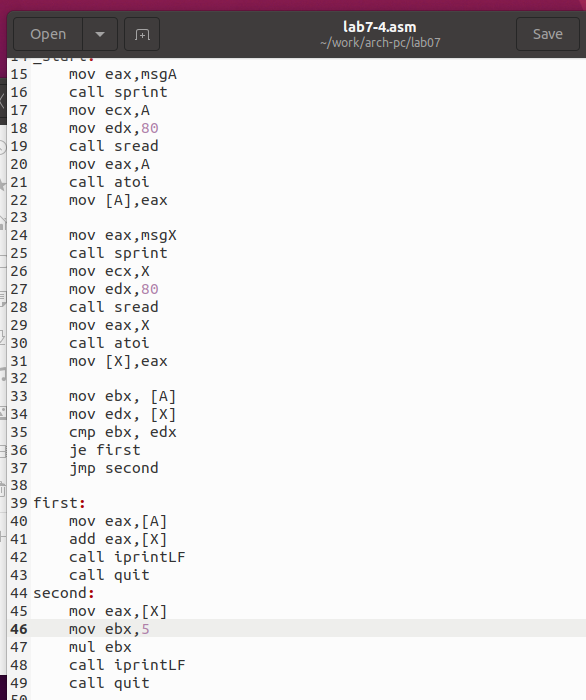 Open
lab7-4.asm
~/work/arch-pc/lab07
Save
14 _start:
15 mov eax,msgA
16 call sprint
17 mov ecx,A
18 mov edx,80
19 call sread
20 mov eax,A
21 call atoi
22 mov [A],eax
23
24 mov eax,msgX
25 call sprint
26 mov ecx,X
27 mov edx,80
28 call sread
29 mov eax,X
30 call atoi
31 mov [X],eax
32
33 mov ebx, [A]
34 mov edx, [X]
35 cmp ebx, edx
36 je first
37 jmp second
38
39 first:
40 mov eax,[A]
41 add eax,[X]
42 call iprintLF
43 call quit
44 second:
45 mov eax,[X]
46 mov ebx,5
47 mul ebx
48 call iprintLF
49 call quit
50